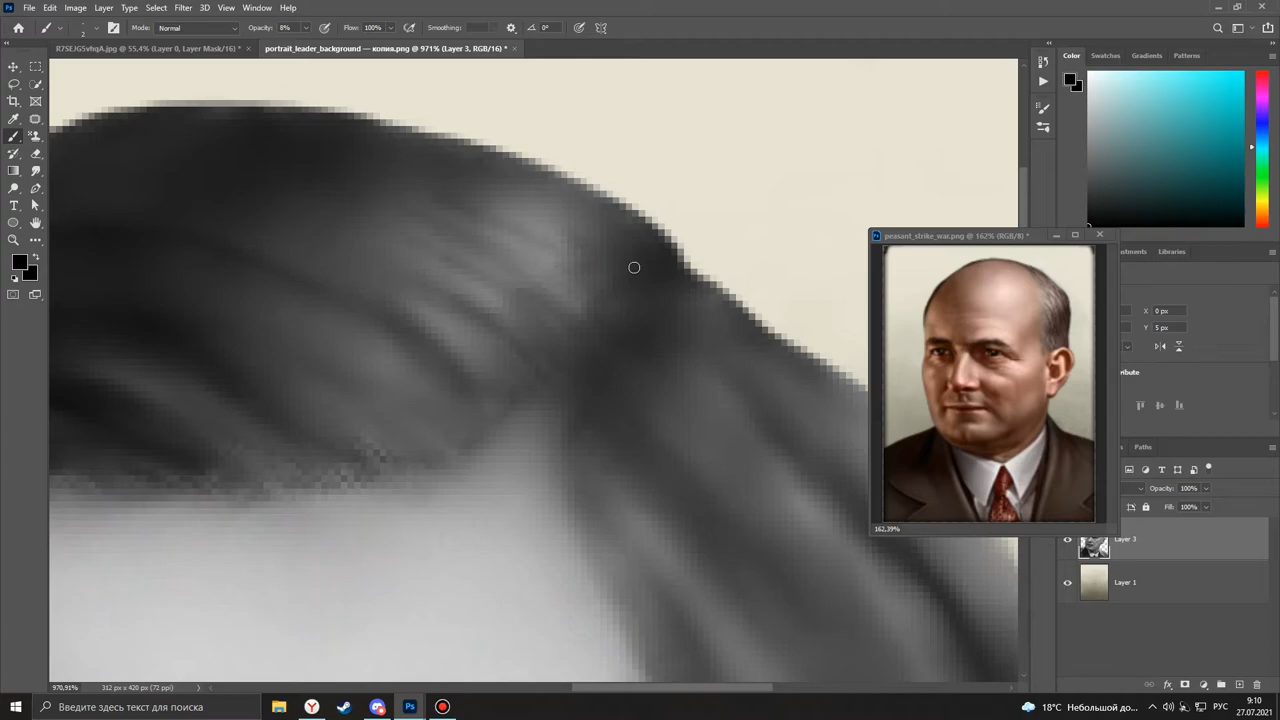 File Edit Image Layer Type Select Filter 3D View Window Help
2 Mode: Normal Opacity: 8% Flow: 100% Smoothing: 0°
R7SEJG5vhqA.jpg @ 55,4% (Layer 0, Layer Mask/16) * ×
portrait_leader_background — копия.png @ 971% (Layer 3, RGB/16) * ×
Color Swatches Gradients Patterns
peasant_strike_war.png @ 162% (RGB/8) *
162,39%
Libraries
X: 0 px
Y: 5 px
tribute
Paths
Opacity: 100%
Fill: 100%
Layer 3
Layer 1
970,91% 312 px x 420 px (72 ppi)
Введите здесь текст для поиска
18°C Небольшой до... РУС
9:10
27.07.2021